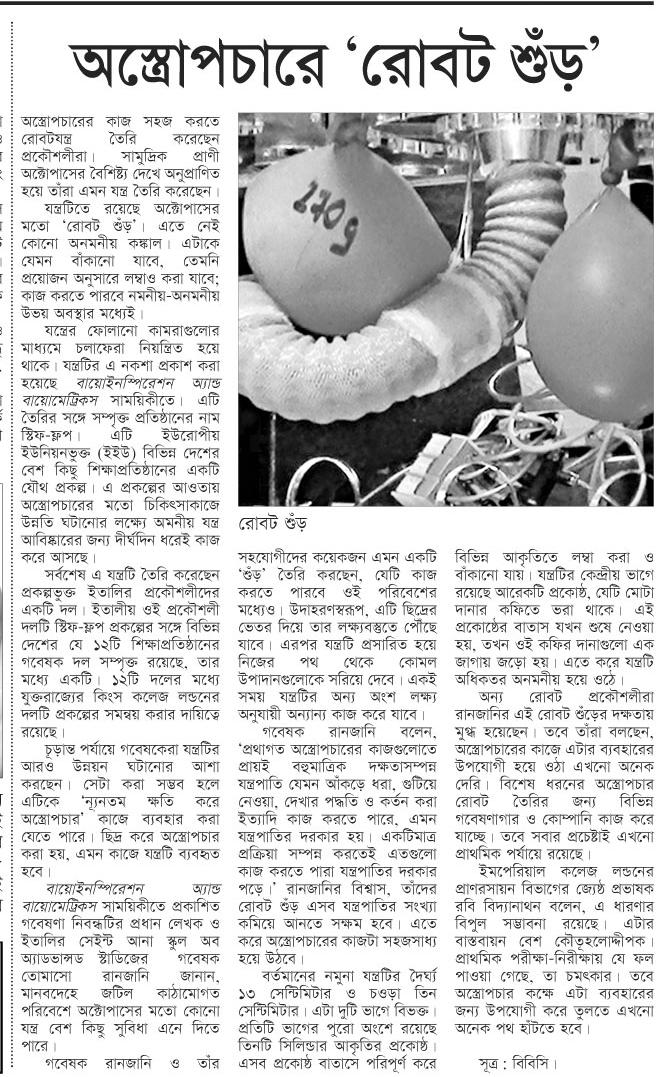 অস্ত্রোপচারে ‘রোবট শুঁড়’
অস্ত্রোপচারের কাজ সহজ করতে
রোবটযন্ত্র তৈরি করেছেন
প্রকৌশলীরা। সামুদ্রিক প্রাণী
অক্টোপাসের বৈশিষ্ট্য দেখে অনুপ্রাণিত
হয়ে তাঁরা এমন যন্ত্র তৈরি করেছেন।
যন্ত্রটিতে রয়েছে অক্টোপাসের
মতো ‘রোবট শুঁড়’। এতে নেই
কোনো অনমনীয় কঙ্কাল। এটাকে
যেমন বাঁকানো যাবে, তেমনি
প্রয়োজন অনুসারে লম্বাও করা যাবে;
কাজ করতে পারবে নমনীয়-অনমনীয়
উভয় অবস্থার মধ্যেই।
যন্ত্রের ফোলানো কামরাগুলোর
মাধ্যমে চলাফেরা নিয়ন্ত্রিত হয়ে
থাকে। যন্ত্রটির এ নকশা প্রকাশ করা
হয়েছে বায়োইনস্পিরেশন অ্যান্ড
বায়োমেট্রিকস সাময়িকীতে। এটি
তৈরির সঙ্গে সম্পৃক্ত প্রতিষ্ঠানের নাম
স্টিফ-ফ্লপ। এটি ইউরোপীয়
ইউনিয়নভুক্ত (ইইউ) বিভিন্ন দেশের
বেশ কিছু শিক্ষাপ্রতিষ্ঠানের একটি
যৌথ প্রকল্প। এ প্রকল্পের আওতায়
অস্ত্রোপচারের মতো চিকিৎসাকাজে
উন্নতি ঘটানোর লক্ষ্যে অমনীয় যন্ত্র
আবিষ্কারের জন্য দীর্ঘদিন ধরেই কাজ
করে আসছে।
সর্বশেষ এ যন্ত্রটি তৈরি করেছেন
প্রকল্পভুক্ত ইতালির প্রকৌশলীদের
একটি দল। ইতালীয় ওই প্রকৌশলী
দলটি স্টিফ-ফ্লপ প্রকল্পের সঙ্গে বিভিন্ন
দেশের যে ১২টি শিক্ষাপ্রতিষ্ঠানের
গবেষক দল সম্পৃক্ত রয়েছে, তার
মধ্যে একটি। ১২টি দলের মধ্যে
যুক্তরাজ্যের কিংস কলেজ লন্ডনের
দলটি প্রকল্পের সমন্বয় করার দায়িত্বে
রয়েছে।
চূড়ান্ত পর্যায়ে গবেষকেরা যন্ত্রটির
আরও উন্নয়ন ঘটানোর আশা
করছেন। সেটা করা সম্ভব হলে
এটিকে ‘ন্যূনতম ক্ষতি করে
অস্ত্রোপচার’ কাজে ব্যবহার করা
যেতে পারে। ছিদ্র করে অস্ত্রোপচার
করা হয়, এমন কাজে যন্ত্রটি ব্যবহৃত
হবে।
বায়োইনস্পিরেশন অ্যান্ড
বায়োমেট্রিকস সাময়িকীতে প্রকাশিত
গবেষণা নিবন্ধটির প্রধান লেখক ও
ইতালির সেইন্ট আনা স্কুল অব
অ্যাডভান্সড স্টাডিজের গবেষক
তোমাসো রানজানি জানান,
মানবদেহে জটিল কাঠামোগত
পরিবেশে অক্টোপাসের মতো কোনো
যন্ত্র বেশ কিছু সুবিধা এনে দিতে
পারে।
গবেষক রানজানি ও তাঁর
2705
রোবট শুঁড়
সহযোগীদের কয়েকজন এমন একটি
‘শুঁড়’ তৈরি করছেন, যেটি কাজ
করতে পারবে ওই পরিবেশের
মধ্যেও। উদাহরণস্বরূপ, এটি ছিদ্রের
ভেতর দিয়ে তার লক্ষ্যবস্তুতে পৌঁছে
যাবে। এরপর যন্ত্রটি প্রসারিত হয়ে
নিজের পথ থেকে কোমল
উপাদানগুলোকে সরিয়ে দেবে। একই
সময় যন্ত্রটির অন্য অংশ লক্ষ্য
অনুযায়ী অন্যান্য কাজ করে যাবে।
গবেষক রানজানি বলেন,
‘প্রথাগত অস্ত্রোপচারের কাজগুলোতে
প্রায়ই বহুমাত্রিক দক্ষতাসম্পন্ন
যন্ত্রপাতি যেমন আঁকড়ে ধরা, গুটিয়ে
নেওয়া, দেখার পদ্ধতি ও কর্তন করা
ইত্যাদি কাজ করতে পারে, এমন
যন্ত্রপাতির দরকার হয়। একটিমাত্র
প্রক্রিয়া সম্পন্ন করতেই এতগুলো
কাজ করতে পারা যন্ত্রপাতির দরকার
পড়ে।’ রানজানির বিশ্বাস, তাঁদের
রোবট শুঁড় এসব যন্ত্রপাতির সংখ্যা
কমিয়ে আনতে সক্ষম হবে। এতে
করে অস্ত্রোপচারের কাজটা সহজসাধ্য
হয়ে উঠবে।
বর্তমানের নমুনা যন্ত্রটির দৈর্ঘ্য
১৩ সেন্টিমিটার ও চওড়া তিন
সেন্টিমিটার। এটা দুটি ভাগে বিভক্ত।
প্রতিটি ভাগের পুরো অংশে রয়েছে
তিনটি সিলিন্ডার আকৃতির প্রকোষ্ঠ।
এসব প্রকোষ্ঠ বাতাসে পরিপূর্ণ করে
বিভিন্ন আকৃতিতে লম্বা করা ও
বাঁকানো যায়। যন্ত্রটির কেন্দ্রীয় ভাগে
রয়েছে আরেকটি প্রকোষ্ঠ, যেটি মোটা
দানার কফিতে ভরা থাকে। এই
প্রকোষ্ঠের বাতাস যখন শুষে নেওয়া
হয়, তখন ওই কফির দানাগুলো এক
জাগায় জড়ো হয়। এতে করে যন্ত্রটি
অধিকতর অনমনীয় হয়ে ওঠে।
অন্য রোবট প্রকৌশলীরা
রানজানির এই রোবট শুঁড়ের দক্ষতায়
মুগ্ধ হয়েছেন। তবে তাঁরা বলছেন,
অস্ত্রোপচারের কাজে এটার ব্যবহারের
উপযোগী হয়ে ওঠা এখনো অনেক
দেরি। বিশেষ ধরনের অস্ত্রোপচার
রোবট তৈরির জন্য বিভিন্ন
গবেষণাগার ও কোম্পানি কাজ করে
যাচ্ছে। তবে সবার প্রচেষ্টাই এখনো
প্রাথমিক পর্যায়ে রয়েছে।
ইমপেরিয়াল কলেজ লন্ডনের
প্রাণরসায়ন বিভাগের জ্যেষ্ঠ প্রভাষক
রবি বিদ্যানাথন বলেন, এ ধারণার
বিপুল সম্ভাবনা রয়েছে। এটার
বাস্তবায়ন বেশ কৌতূহলোদ্দীপক।
প্রাথমিক পরীক্ষা-নিরীক্ষায় যে ফল
পাওয়া গেছে, তা চমৎকার। তবে
অস্ত্রোপচার কক্ষে এটা ব্যবহারের
জন্য উপযোগী করে তুলতে এখনো
অনেক পথ হাঁটতে হবে।
সূত্র : বিবিসি।